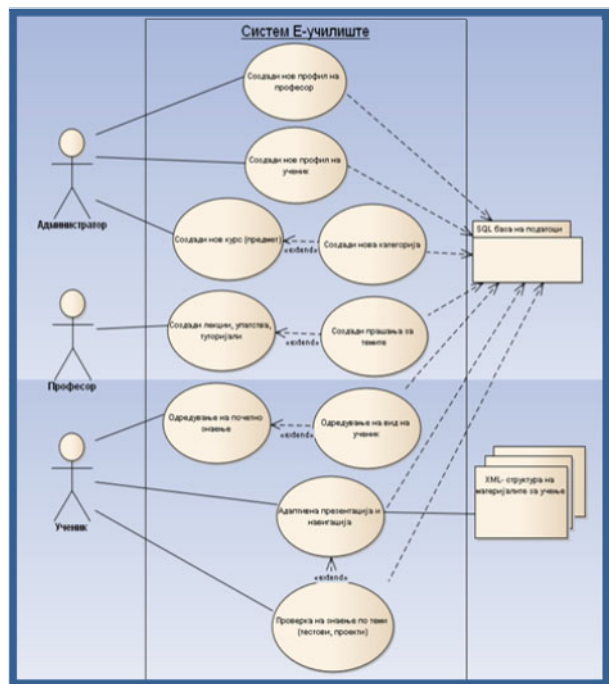 Систем Е-училиште
Создади нов профил на
професор
Создади нов профил на
ученик
Администратор
Создади нов курс (предмет)
«extend»
Создади нова категорија
SQL база на податоци
Создади лекции, упатства,
туторијали
«extend»
Создади прашања за
темите
Професор
Одредување на почетно
знаење
«extend»
Одредување на вид на
ученик
Ученик
Адаптивна презентација и
навигација
XML- структура на
материјалите за учење
«extend»
Проверка на знаење по теми
(тестови, проекти)